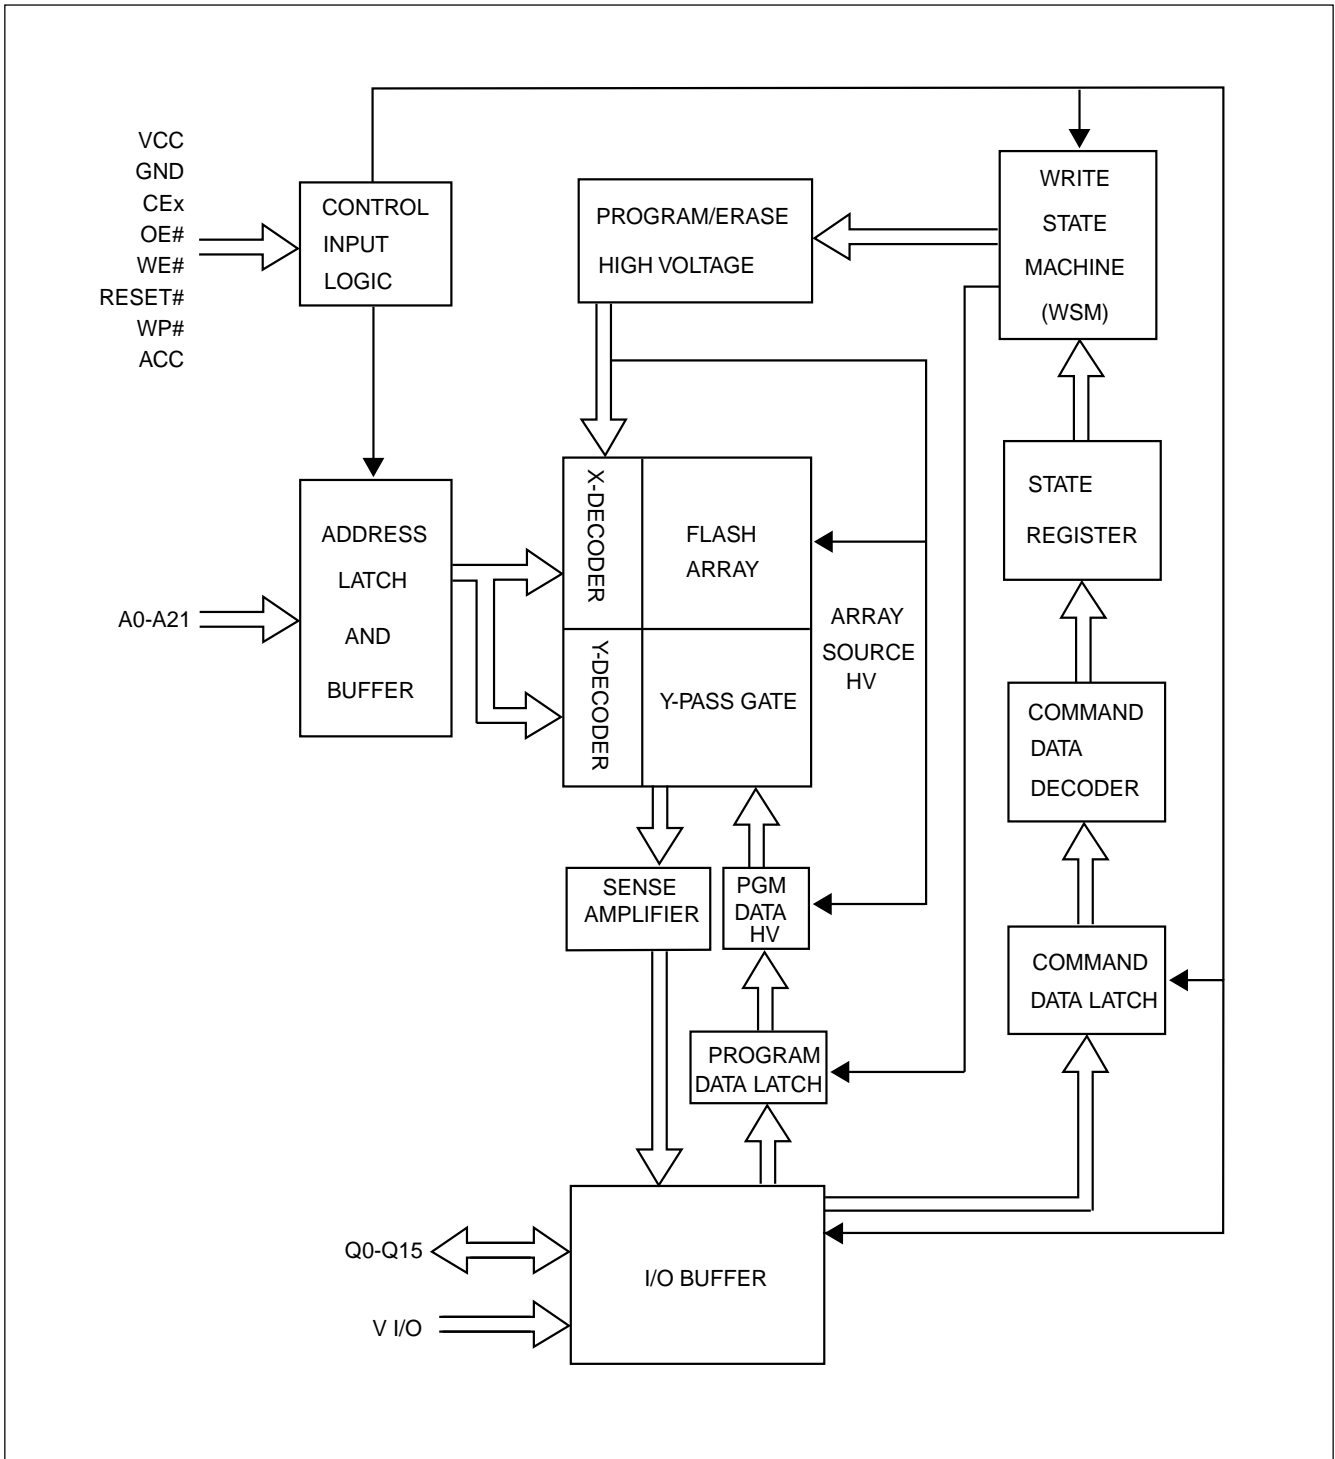 VCC
GND
CEx
OE#
WE#
RESET#
WP#
ACC
CONTROL
INPUT
LOGIC
PROGRAM/ERASE
HIGH VOLTAGE
WRITE
STATE
MACHINE
(WSM)
STATE
REGISTER
A0-A21
ADDRESS
LATCH
AND
BUFFER
X-DECODER
FLASH
ARRAY
Y-DECODER
Y-PASS GATE
ARRAY
SOURCE
HV
COMMAND
DATA
DECODER
SENSE
AMPLIFIER
PGM
DATA
HV
COMMAND
DATA LATCH
PROGRAM
DATA LATCH
Q0-Q15
V I/O
I/O BUFFER